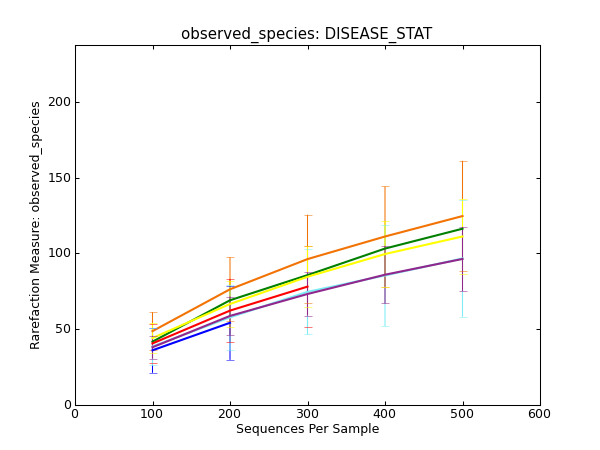 observed_species: DISEASE_STAT
Rarefaction Measure: observed_species
200
150
100
50
0
0 100 200 300 400 500 600
Sequences Per Sample